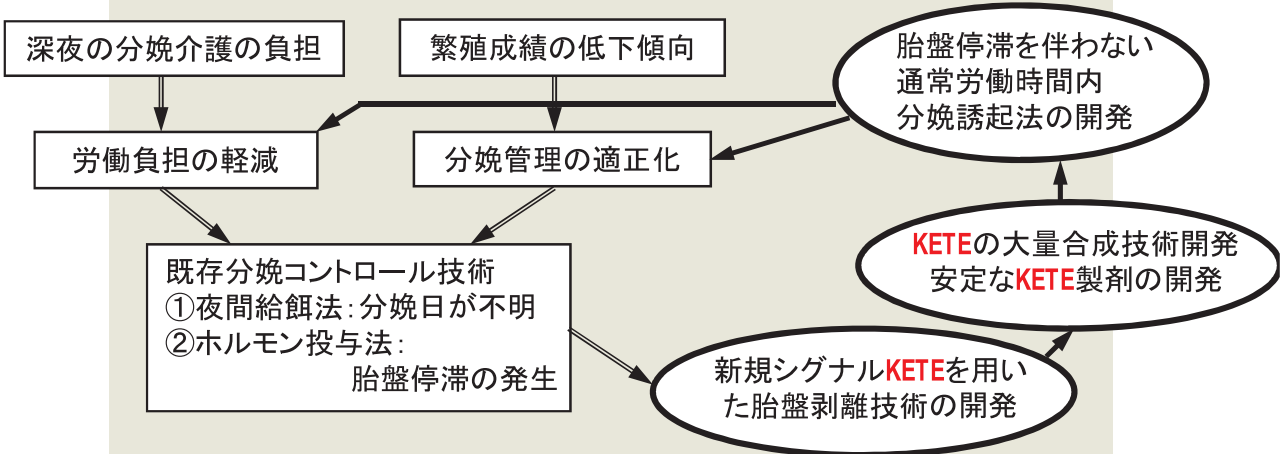 深夜の分娩介護の負担
繁殖成績の低下傾向
胎盤停滞を伴わない
通常労働時間内
分娩誘起法の開発
労働負担の軽減
分娩管理の適正化
既存分娩コントロール技術
①夜間給餌法：分娩日が不明
②ホルモン投与法：
胎盤停滞の発生
KETEの大量合成技術開発
安定なKETE製剤の開発
新規シグナルKETEを用い
た胎盤剥離技術の開発